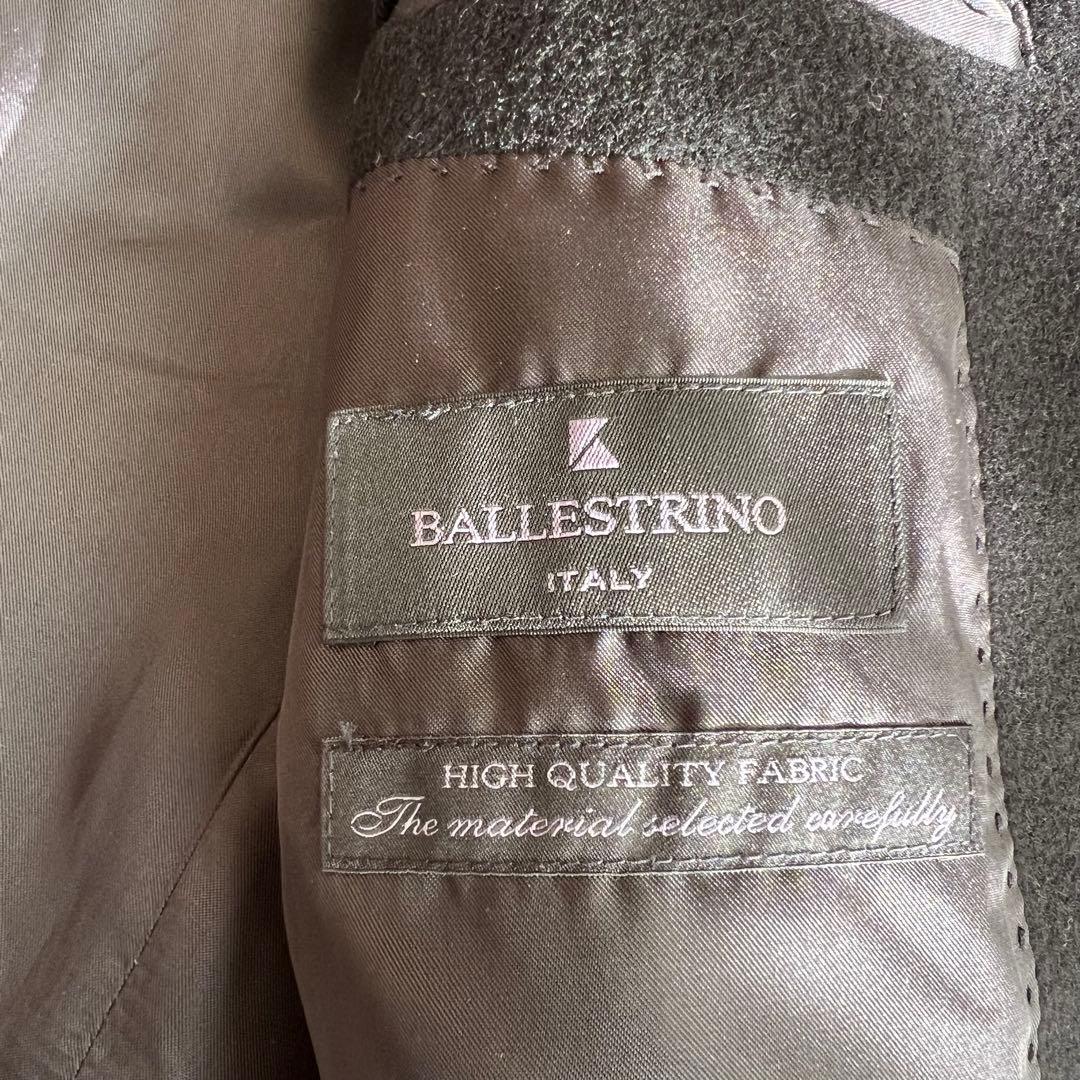 BALLESTRINO
ITALY
HIGH QUALITY FABRIC
The material selected carefully